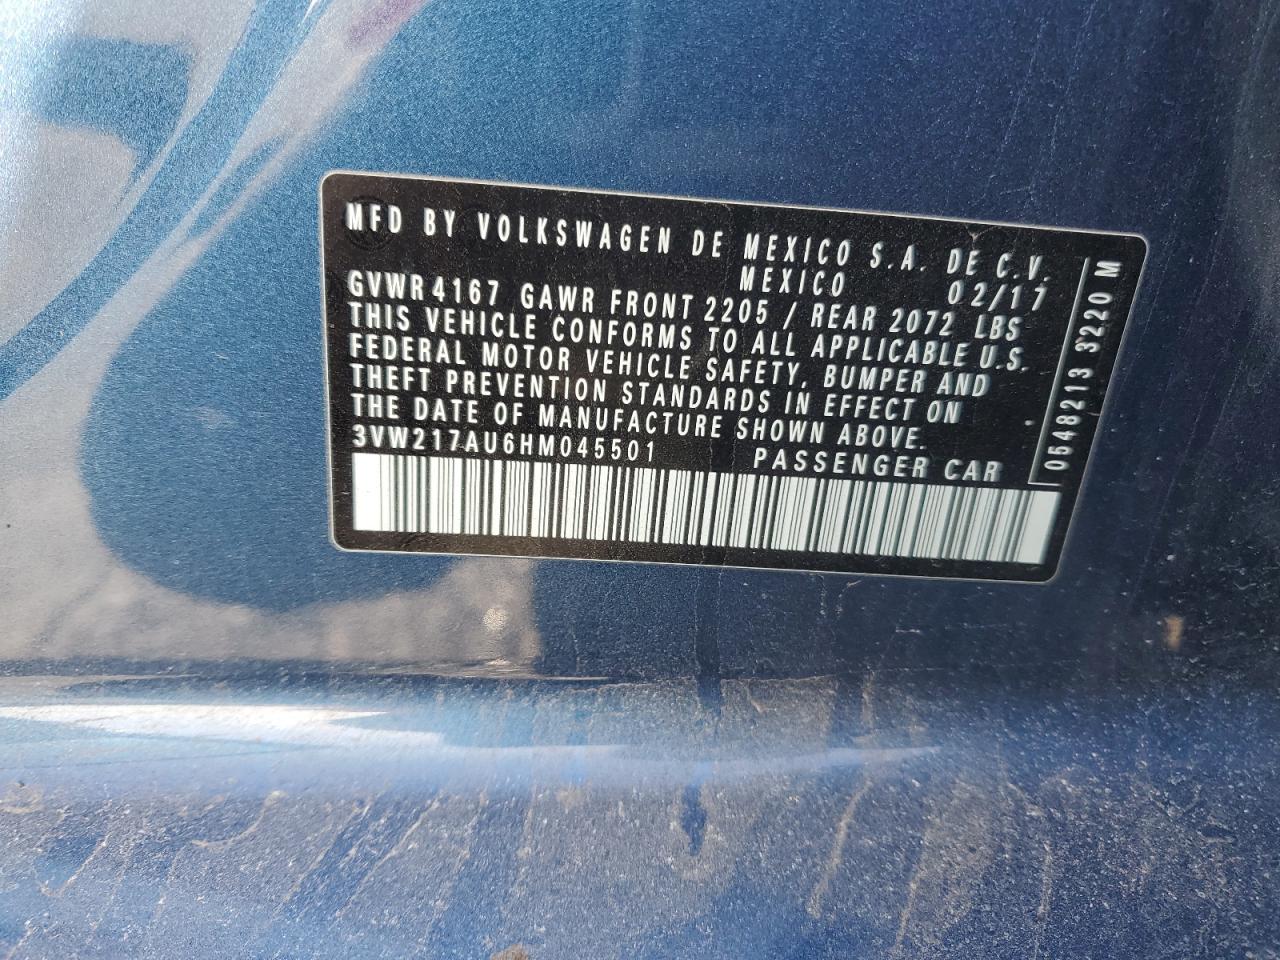 MFD BY VOLKSWAGEN DE MEXICO S.A. DE C.V.
MEXICO 02/17
GVWR 4167 GAWR FRONT 2205 / REAR 2072 LBS
THIS VEHICLE CONFORMS TO ALL APPLICABLE U.S.
FEDERAL MOTOR VEHICLE SAFETY, BUMPER AND
THEFT PREVENTION STANDARDS IN EFFECT ON
THE DATE OF MANUFACTURE SHOWN ABOVE.
3VW217AU6HM045501 PASSENGER CAR
0548213 3220 M